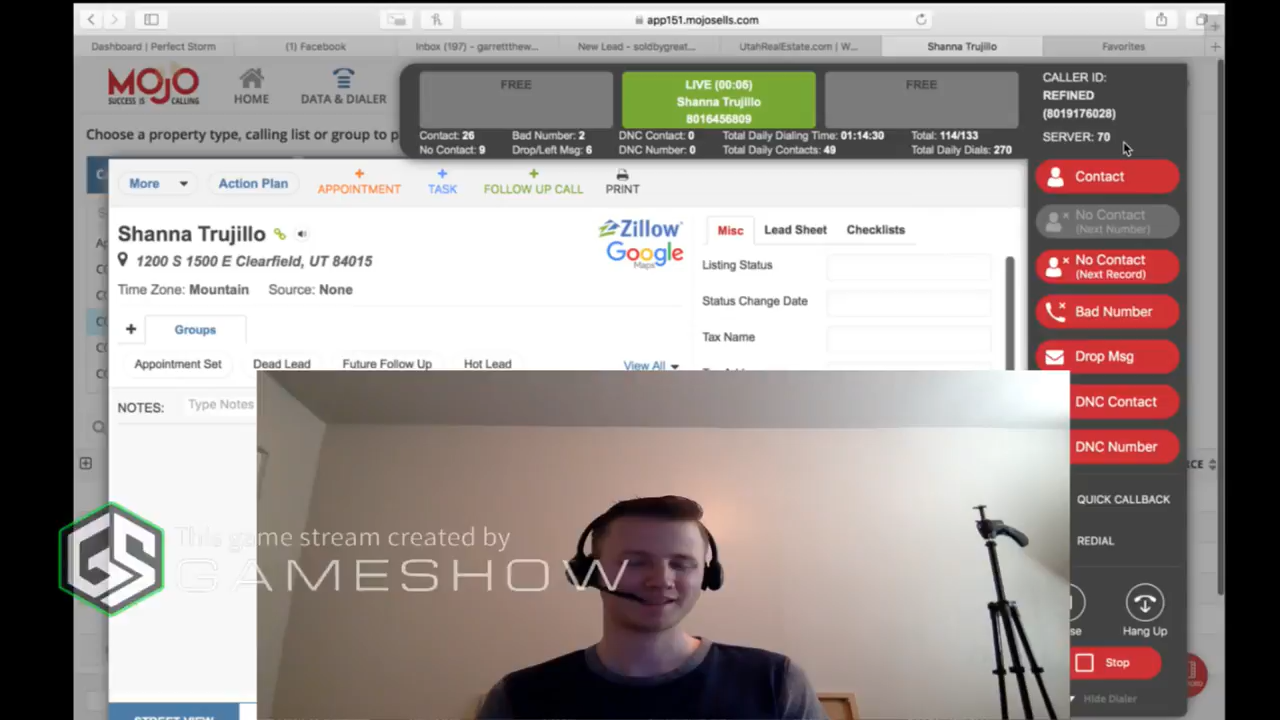 app151.mojosells.com
Dashboard | Perfect Storm
(1) Facebook
Inbox (197) - garrettthew...
New Lead - soldbygreat...
UtahRealEstate.com | W...
Shanna Trujillo
Favorites
MOJO
SUCCESS IS CALLING
HOME
DATA & DIALER
FREE
LIVE (00:05)
Shanna Trujillo
8016456809
FREE
CALLER ID:
REFINED
(8019176028)
SERVER: 70
Contact: 26
Bad Number: 2
DNC Contact: 0
Total Daily Dialing Time: 01:14:30
Total: 114/133
No Contact: 9
Drop/Left Msg: 6
DNC Number: 0
Total Daily Contacts: 49
Total Daily Dials: 270
Choose a property type, calling list or group to p
More
Action Plan
+ APPOINTMENT
+ TASK
+ FOLLOW UP CALL
PRINT
Shanna Trujillo
1200 S 1500 E Clearfield, UT 84015
Time Zone: Mountain
Source: None
Zillow
Google
Maps
Misc
Lead Sheet
Checklists
Listing Status
Status Change Date
Tax Name
+
Groups
Appointment Set
Dead Lead
Future Follow Up
Hot Lead
View All
NOTES:
Type Notes
Contact
No Contact
(Next Number)
No Contact
(Next Record)
Bad Number
Drop Msg
DNC Contact
DNC Number
QUICK CALLBACK
REDIAL
se
Hang Up
Stop
Hide Dialer
RCE
GS
This game stream created by
GAMESHOW
STREET VIEW